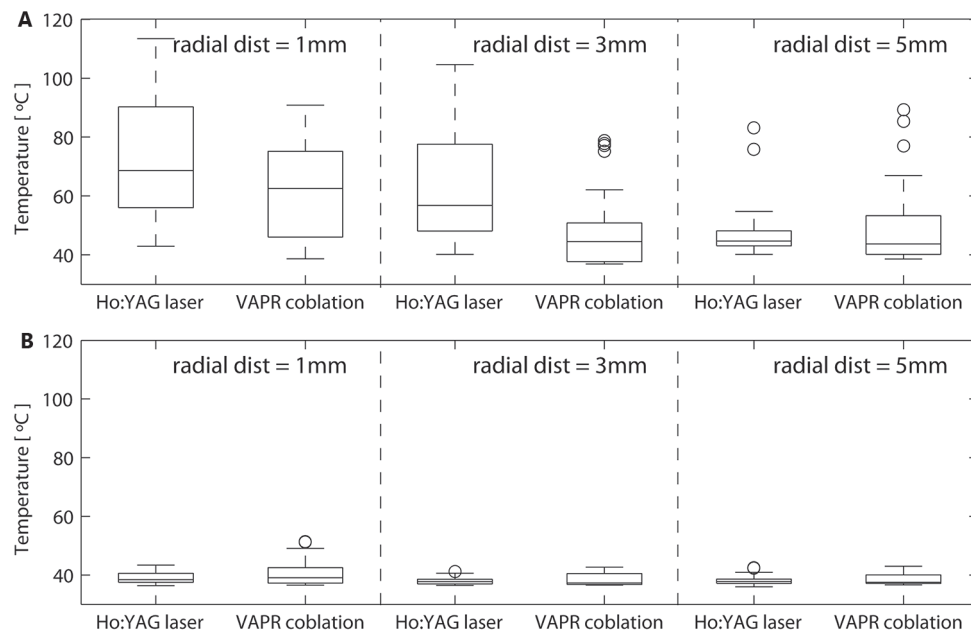 A
120
radial dist = 1mm radial dist = 3mm radial dist = 5mm
100
80
60
40
Temperature [ ºC ]
Ho:YAG laser VAPR coblation Ho:YAG laser VAPR coblation Ho:YAG laser VAPR coblation
B
120
radial dist = 1mm radial dist = 3mm radial dist = 5mm
100
80
60
40
Temperature [ ºC ]
Ho:YAG laser VAPR coblation Ho:YAG laser VAPR coblation Ho:YAG laser VAPR coblation